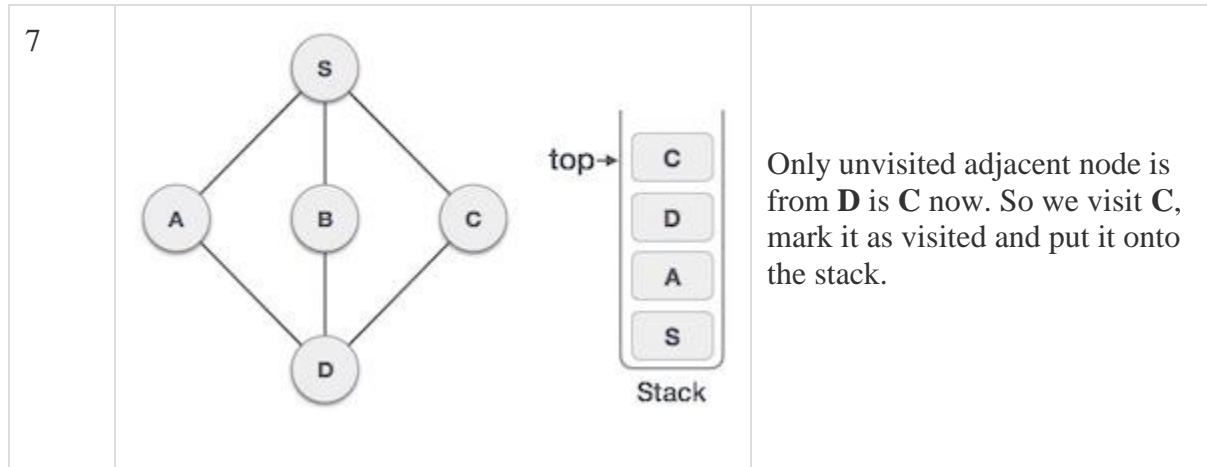 7
S
A
B
C
D
top→
C
D
A
S
Stack
Only unvisited adjacent node is
from D is C now. So we visit C,
mark it as visited and put it onto
the stack.